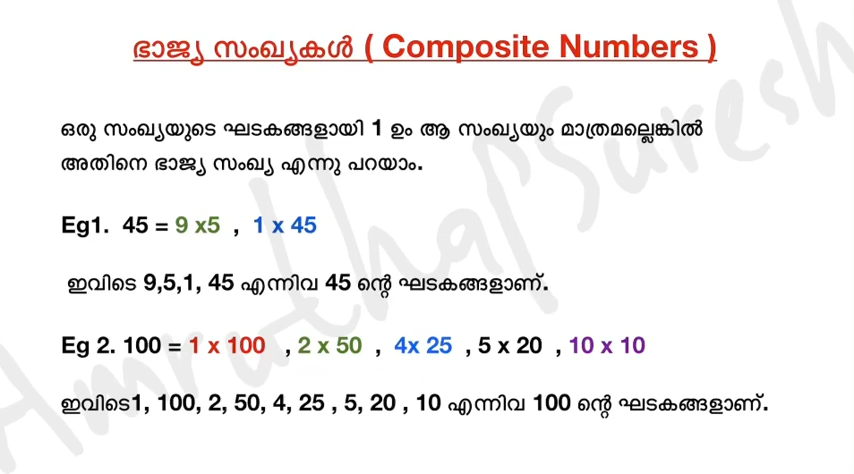 ഭാജ്യ സംഖ്യകൾ ( Composite Numbers )
ഒരു സംഖ്യയുടെ ഘടകങ്ങളായി 1 ഉം ആ സംഖ്യയും മാത്രമല്ലെങ്കിൽ
അതിനെ ഭാജ്യ സംഖ്യ എന്നു പറയാം.
Eg1. 45 = 9 x5 , 1 x 45
ഇവിടെ 9,5,1, 45 എന്നിവ 45 ന്റെ ഘടകങ്ങളാണ്.
Eg 2. 100 = 1 x 100 , 2 x 50 , 4x 25 , 5 x 20 , 10 x 10
ഇവിടെ1, 100, 2, 50, 4, 25 , 5, 20 , 10 എന്നിവ 100 ന്റെ ഘടകങ്ങളാണ്.
Amrutha Suresh